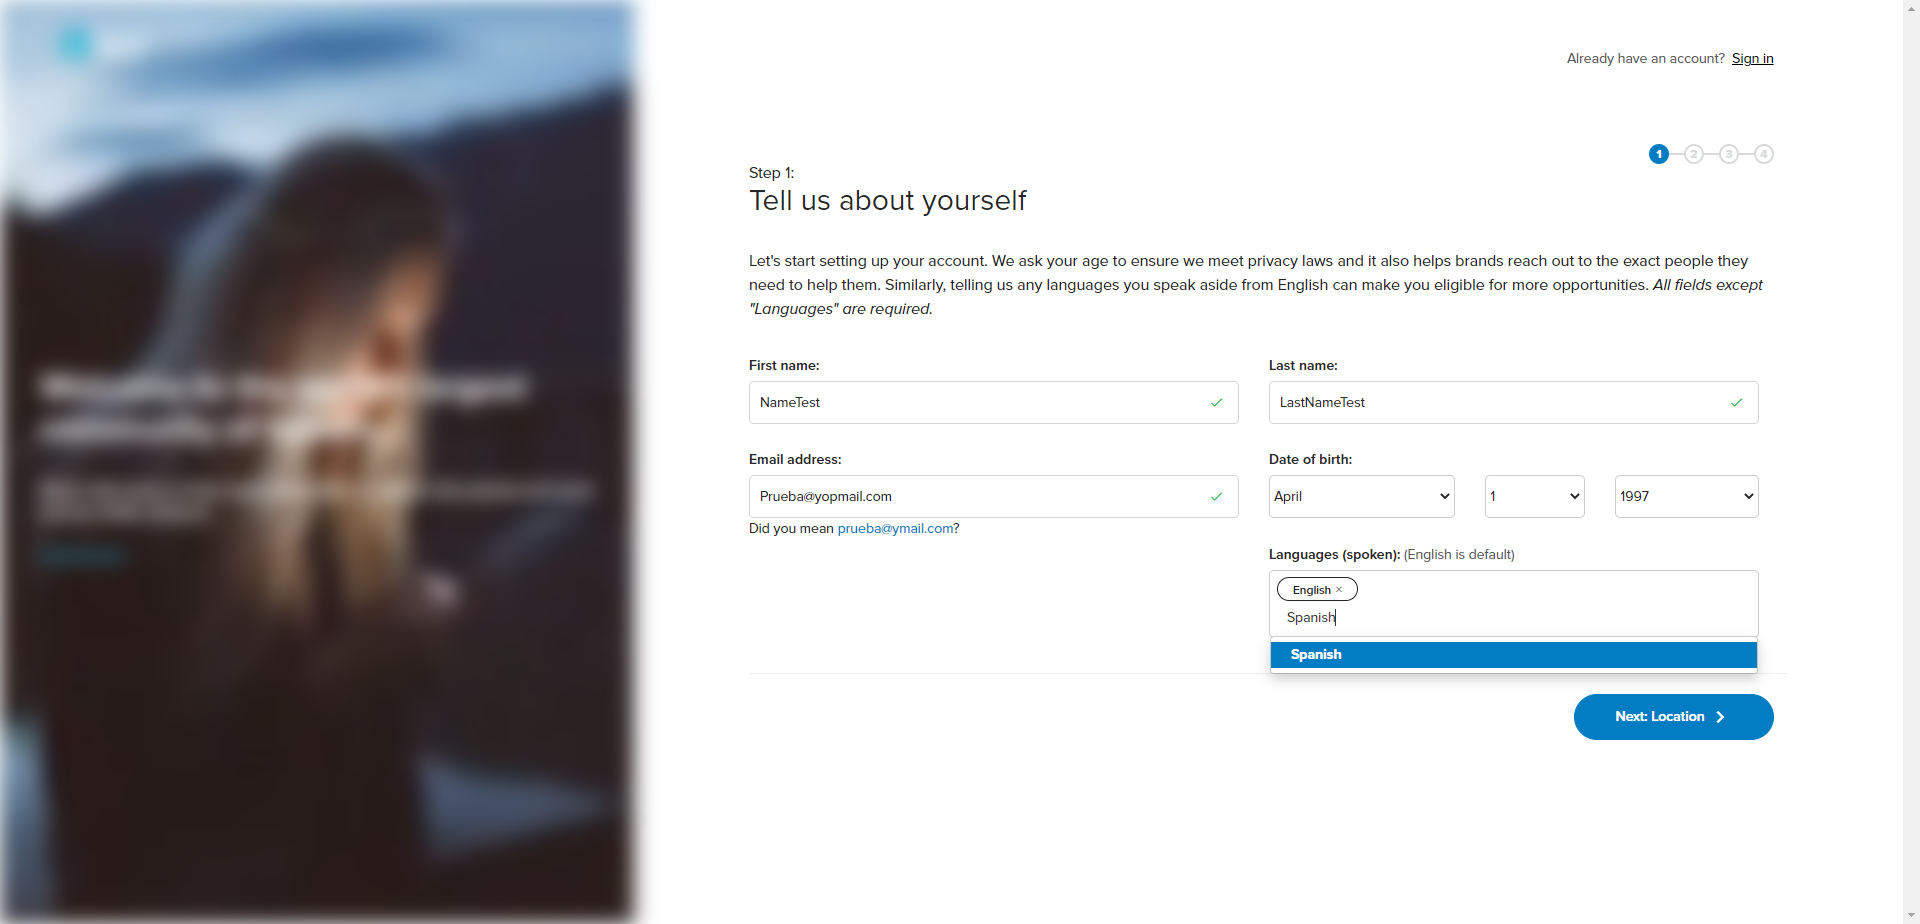 Already have an account? Sign in
1 2 3 4
Step 1:
Tell us about yourself
Let's start setting up your account. We ask your age to ensure we meet privacy laws and it also helps brands reach out to the exact people they
need to help them. Similarly, telling us any languages you speak aside from English can make you eligible for more opportunities. All fields except
"Languages" are required.
First name:
Last name:
NameTest
LastNameTest
Email address:
Date of birth:
Prueba@yopmail.com
April
1
1997
Did you mean prueba@ymail.com?
Languages (spoken): (English is default)
English ×
Spanish
Spanish
Next: Location